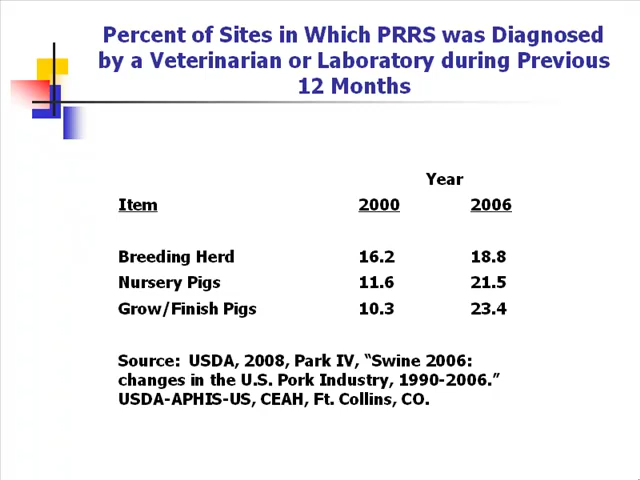 Percent of Sites in Which PRRS was Diagnosed
by a Veterinarian or Laboratory during Previous
12 Months
Year
Item 2000 2006
Breeding Herd 16.2 18.8
Nursery Pigs 11.6 21.5
Grow/Finish Pigs 10.3 23.4
Source: USDA, 2008, Park IV, “Swine 2006:
changes in the U.S. Pork Industry, 1990-2006.”
USDA-APHIS-US, CEAH, Ft. Collins, CO.